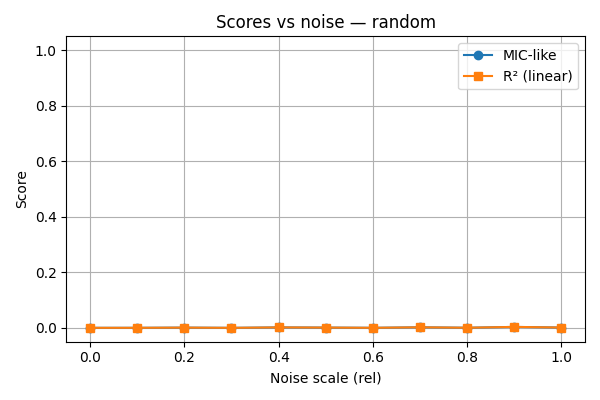 Scores vs noise — random
MIC-like
R² (linear)
1.0
0.8
0.6
0.4
0.2
0.0
Score
0.0 0.2 0.4 0.6 0.8 1.0
Noise scale (rel)